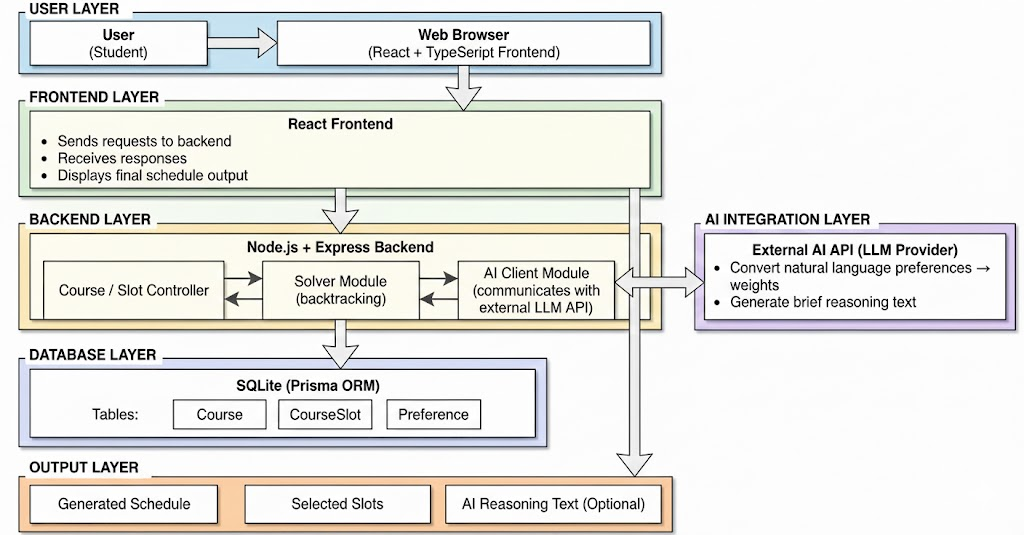 USER LAYER
User
(Student)
Web Browser
(React + TypeScript Frontend)
FRONTEND LAYER
React Frontend
• Sends requests to backend
• Receives responses
• Displays final schedule output
BACKEND LAYER
Node.js + Express Backend
Course / Slot Controller
Solver Module
(backtracking)
AI Client Module
(communicates with
external LLM API)
AI INTEGRATION LAYER
External AI API (LLM Provider)
• Convert natural language preferences →
weights
• Generate brief reasoning text
DATABASE LAYER
SQLite (Prisma ORM)
Tables:
Course
CourseSlot
Preference
OUTPUT LAYER
Generated Schedule
Selected Slots
AI Reasoning Text (Optional)